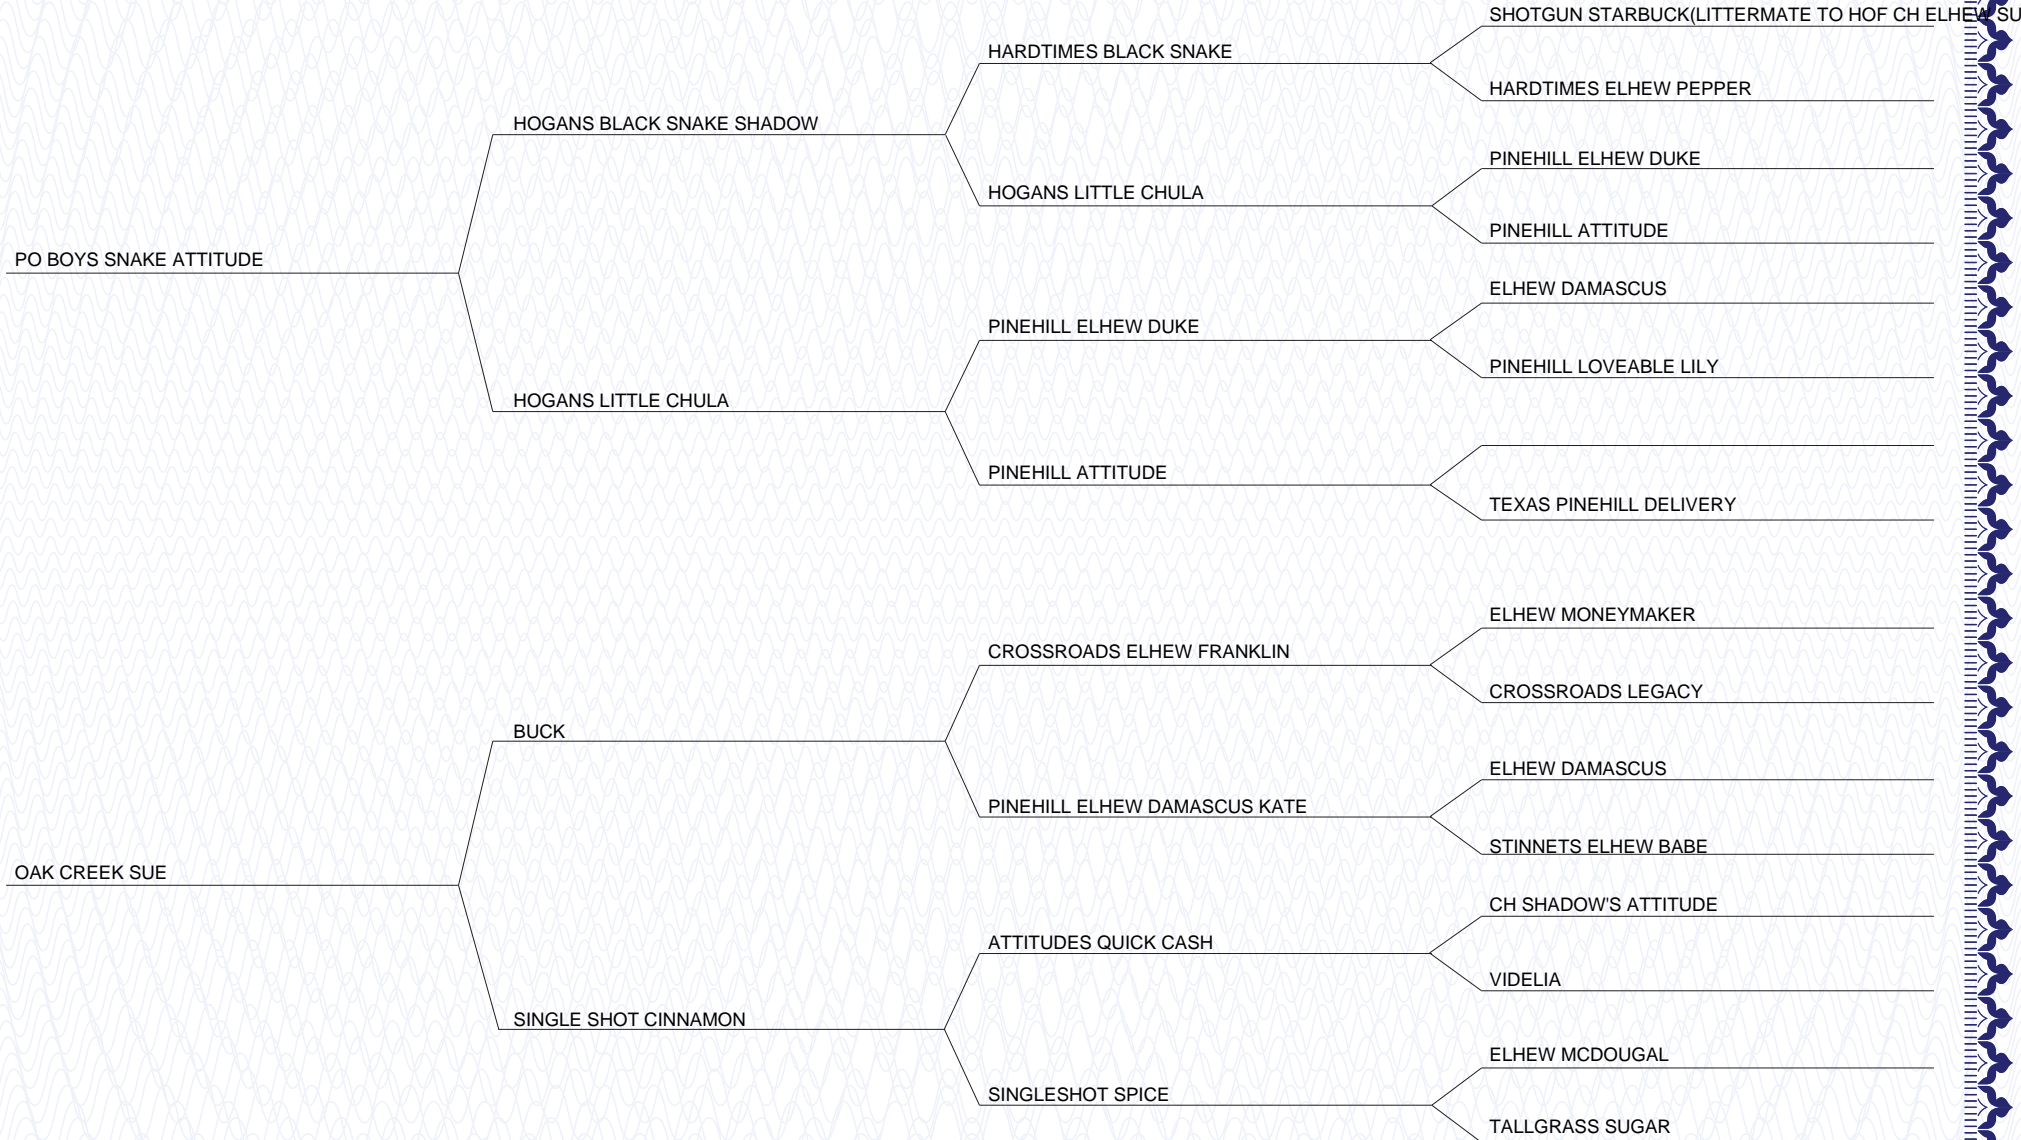 SHOTGUN STARBUCK(LITTERMATE TO HOF CH ELHEW SU
HARDTIMES BLACK SNAKE
HARDTIMES ELHEW PEPPER
HOGANS BLACK SNAKE SHADOW
PINEHILL ELHEW DUKE
HOGANS LITTLE CHULA
PINEHILL ATTITUDE
PO BOYS SNAKE ATTITUDE
ELHEW DAMASCUS
PINEHILL ELHEW DUKE
PINEHILL LOVEABLE LILY
HOGANS LITTLE CHULA
PINEHILL ATTITUDE
TEXAS PINEHILL DELIVERY
ELHEW MONEYMAKER
CROSSROADS ELHEW FRANKLIN
CROSSROADS LEGACY
BUCK
ELHEW DAMASCUS
PINEHILL ELHEW DAMASCUS KATE
STINNETS ELHEW BABE
OAK CREEK SUE
CH SHADOW'S ATTITUDE
ATTITUDES QUICK CASH
VIDELIA
SINGLE SHOT CINNAMON
ELHEW MCDOUGAL
SINGLESHOT SPICE
TALLGRASS SUGAR